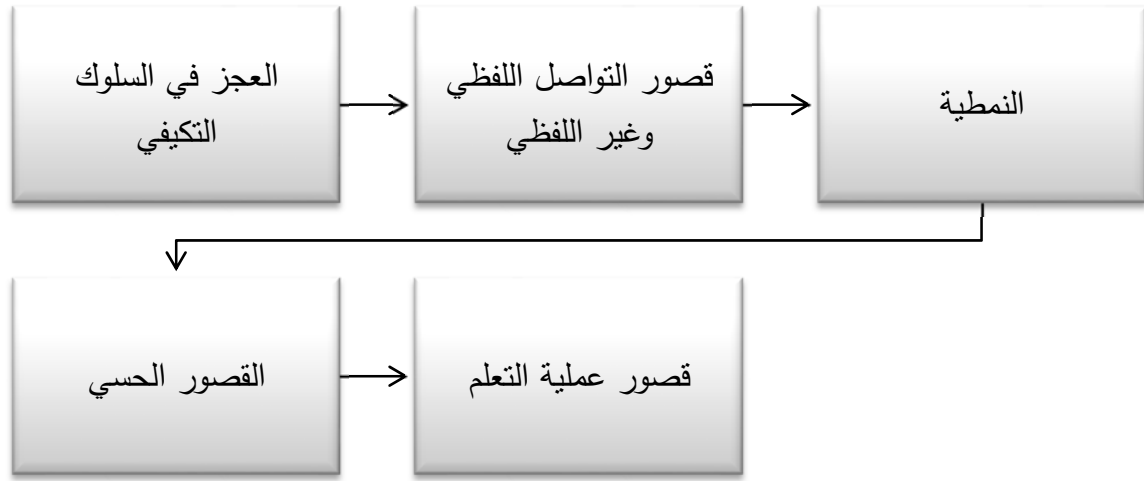 العجز في السلوك
التكيفي
قصور التواصل اللفظي
وغير اللفظي
النمطية
القصور الحسي
قصور عملية التعلم